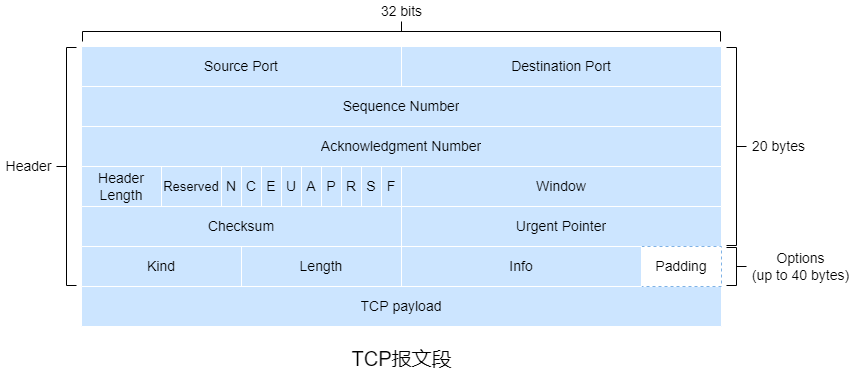 32 bits
Source Port
Destination Port
Sequence Number
Acknowledgment Number
20 bytes
Header
Header
Length
Reserved
N
C
E
U
A
P
R
S
F
Window
Checksum
Urgent Pointer
Kind
Length
Info
Padding
Options
(up to 40 bytes)
TCP payload
TCP报文段